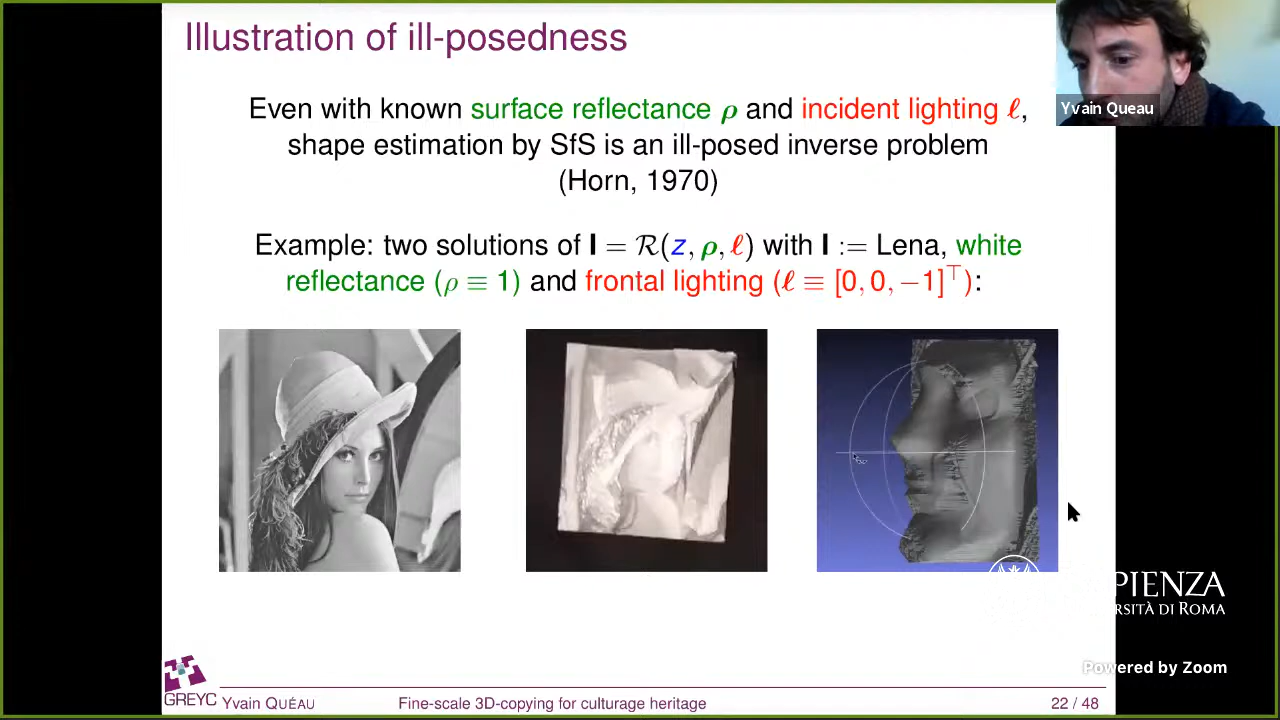 Illustration of ill-posedness
Even with known surface reflectance ρ and incident lighting ℓ,
shape estimation by SfS is an ill-posed inverse problem
(Horn, 1970)
Example: two solutions of I = R(z, ρ, ℓ) with I := Lena, white
reflectance (ρ ≡ 1) and frontal lighting (ℓ ≡ [0, 0, −1]⊤):
Yvain Queau
PIENZA
RSITÀ DI ROMA
Powered by Zoom
GREYC
Yvain QUÉAU
Fine-scale 3D-copying for culturage heritage
22 / 48